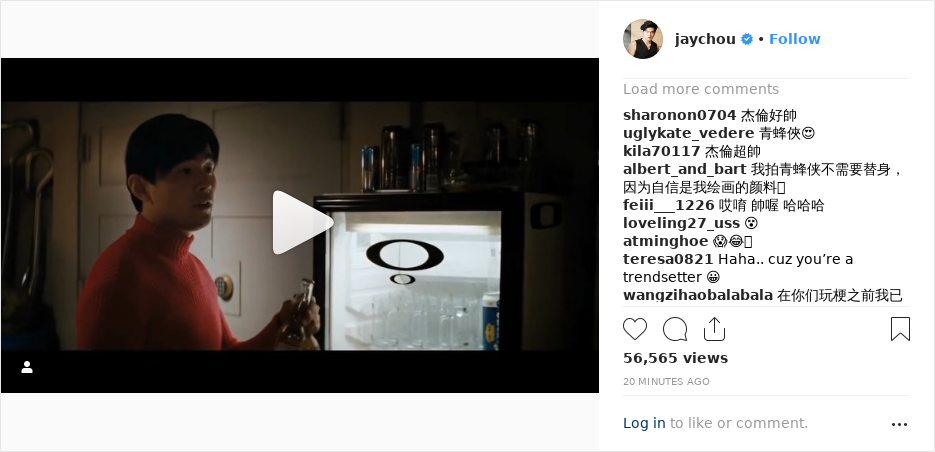 jaychou • Follow
Load more comments
sharonon0704 杰倫好帥
uglykate_vedere 青蜂俠😍
kila70117 杰倫超帥
albert_and_bart 我拍青蜂侠不需要替身，
因为自信是我绘画的颜料
feiii___1226 哎唷 帥喔 哈哈哈
loveling27_uss 😵
atminghoe 😱😂
teresa0821 Haha.. cuz you’re a
trendsetter 😀
wangzihaobalabala 在你们玩梗之前我已
56,565 views
20 MINUTES AGO
Log in to like or comment.